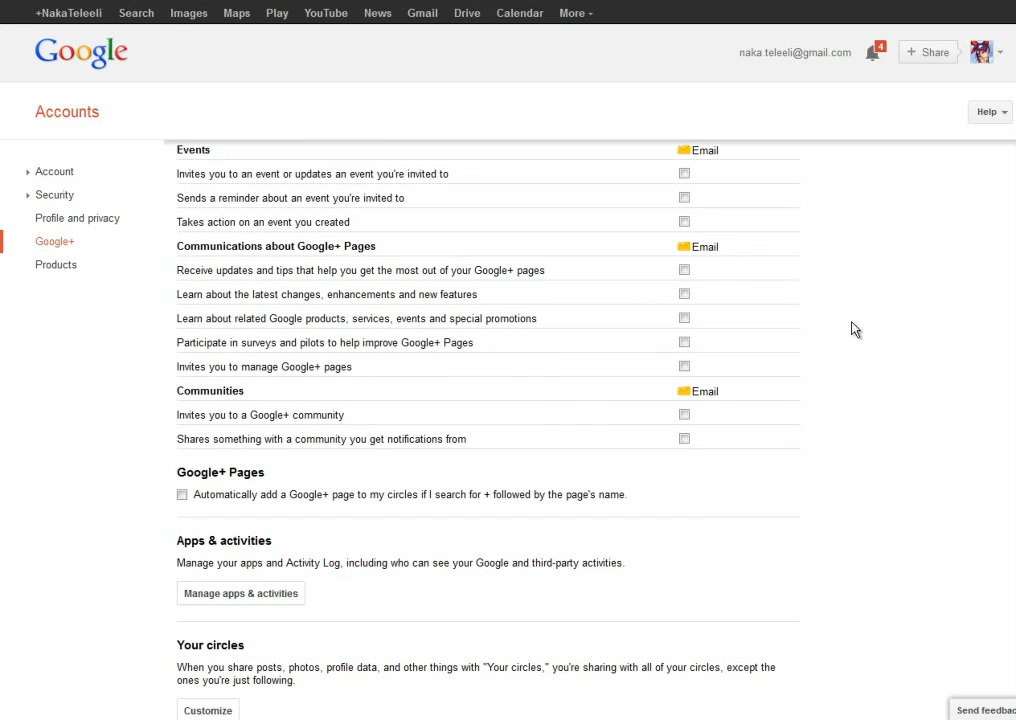 +NakaTeleeli Search Images Maps Play YouTube News Gmail Drive Calendar More
Google
naka.teleeli@gmail.com
4
+ Share
Accounts
Help
Account
Security
Profile and privacy
Google+
Products
Events Email
Invites you to an event or updates an event you're invited to
Sends a reminder about an event you're invited to
Takes action on an event you created
Communications about Google+ Pages Email
Receive updates and tips that help you get the most out of your Google+ pages
Learn about the latest changes, enhancements and new features
Learn about related Google products, services, events and special promotions
Participate in surveys and pilots to help improve Google+ Pages
Invites you to manage Google+ pages
Communities Email
Invites you to a Google+ community
Shares something with a community you get notifications from
Google+ Pages
Automatically add a Google+ page to my circles if I search for + followed by the page's name.
Apps & activities
Manage your apps and Activity Log, including who can see your Google and third-party activities.
Manage apps & activities
Your circles
When you share posts, photos, profile data, and other things with "Your circles," you're sharing with all of your circles, except the
ones you're just following.
Customize
Send feedbac